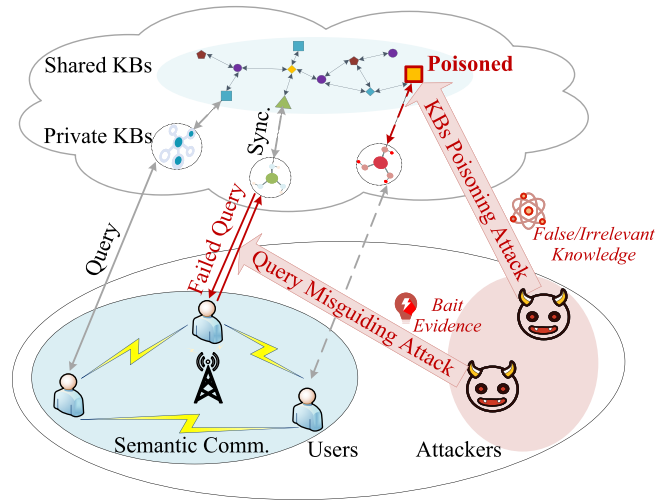 Shared KBs
Poisoned
Private KBs
Sync.
KBs Poisoning Attack
Query
Failed Query
False/Irrelevant
Knowledge
Query Misguiding Attack
Bait
Evidence
Semantic Comm.
Users
Attackers